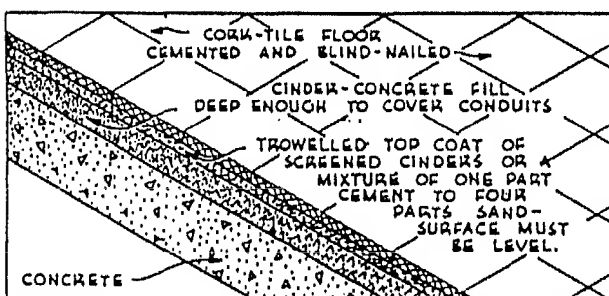 CORK-TILE FLOOR
CEMENTED AND BLIND-NAILED
CINDER-CONCRETE FILL
DEEP ENOUGH TO COVER CONDUITS
TROWELLED TOP COAT OF
SCREENED CINDERS OR A
MIXTURE OF ONE PART
CEMENT TO FOUR
PARTS SAND-
SURFACE MUST
BE LEVEL.
CONCRETE